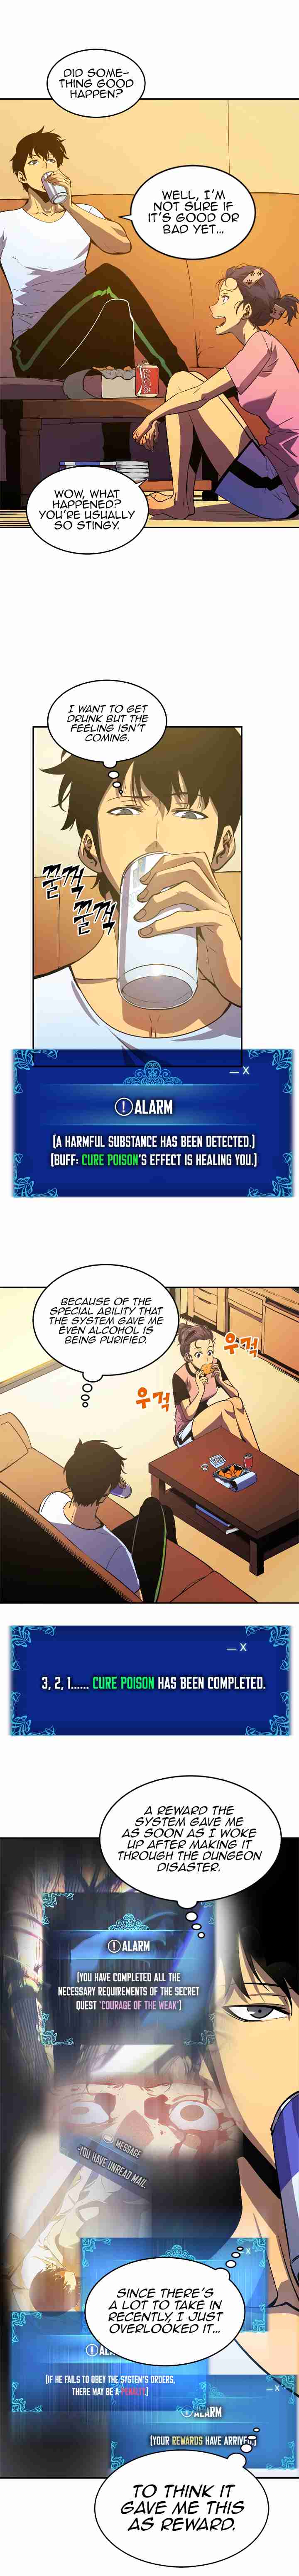 DID SOME-
THING GOOD
HAPPEN?
WELL, I'M
NOT SURE IF
IT'S GOOD OR
BAD YET...
WOW, WHAT
HAPPENED?
YOU'RE USUALLY
SO STINGY.
I WANT TO GET
DRUNK BUT THE
FEELING ISN'T
COMING.
꿀꺽
꿀꺽
— X
! ALARM
[A HARMFUL SUBSTANCE HAS BEEN DETECTED.]
[BUFF: CURE POISON'S EFFECT IS HEALING YOU.]
BECAUSE OF THE
SPECIAL ABILITY THAT
THE SYSTEM GAVE ME
EVEN ALCOHOL IS
BEING PURIFIED.
우걱
우걱
— X
3, 2, 1...... CURE POISON HAS BEEN COMPLETED.
A REWARD THE
SYSTEM GAVE ME
AS SOON AS I WOKE
UP AFTER MAKING IT
THROUGH THE DUNGEON
DISASTER.
! ALARM
[YOU HAVE COMPLETED ALL THE
NECESSARY REQUIREMENTS OF THE SECRET
QUEST 'COURAGE OF THE WEAK']
MESSAGE
-YOU HAVE UNREAD MAIL.
X
SINCE THERE'S
A LOT TO TAKE IN
RECENTLY, I JUST
OVERLOOKED IT...
! AL
[IF HE FAILS TO OBEY THE SYSTEM'S ORDERS,
THERE MAY BE A PENALTY]
— X
! ALARM
[YOUR REWARDS HAVE ARRIVED]
TO THINK IT
GAVE ME THIS
AS REWARD.